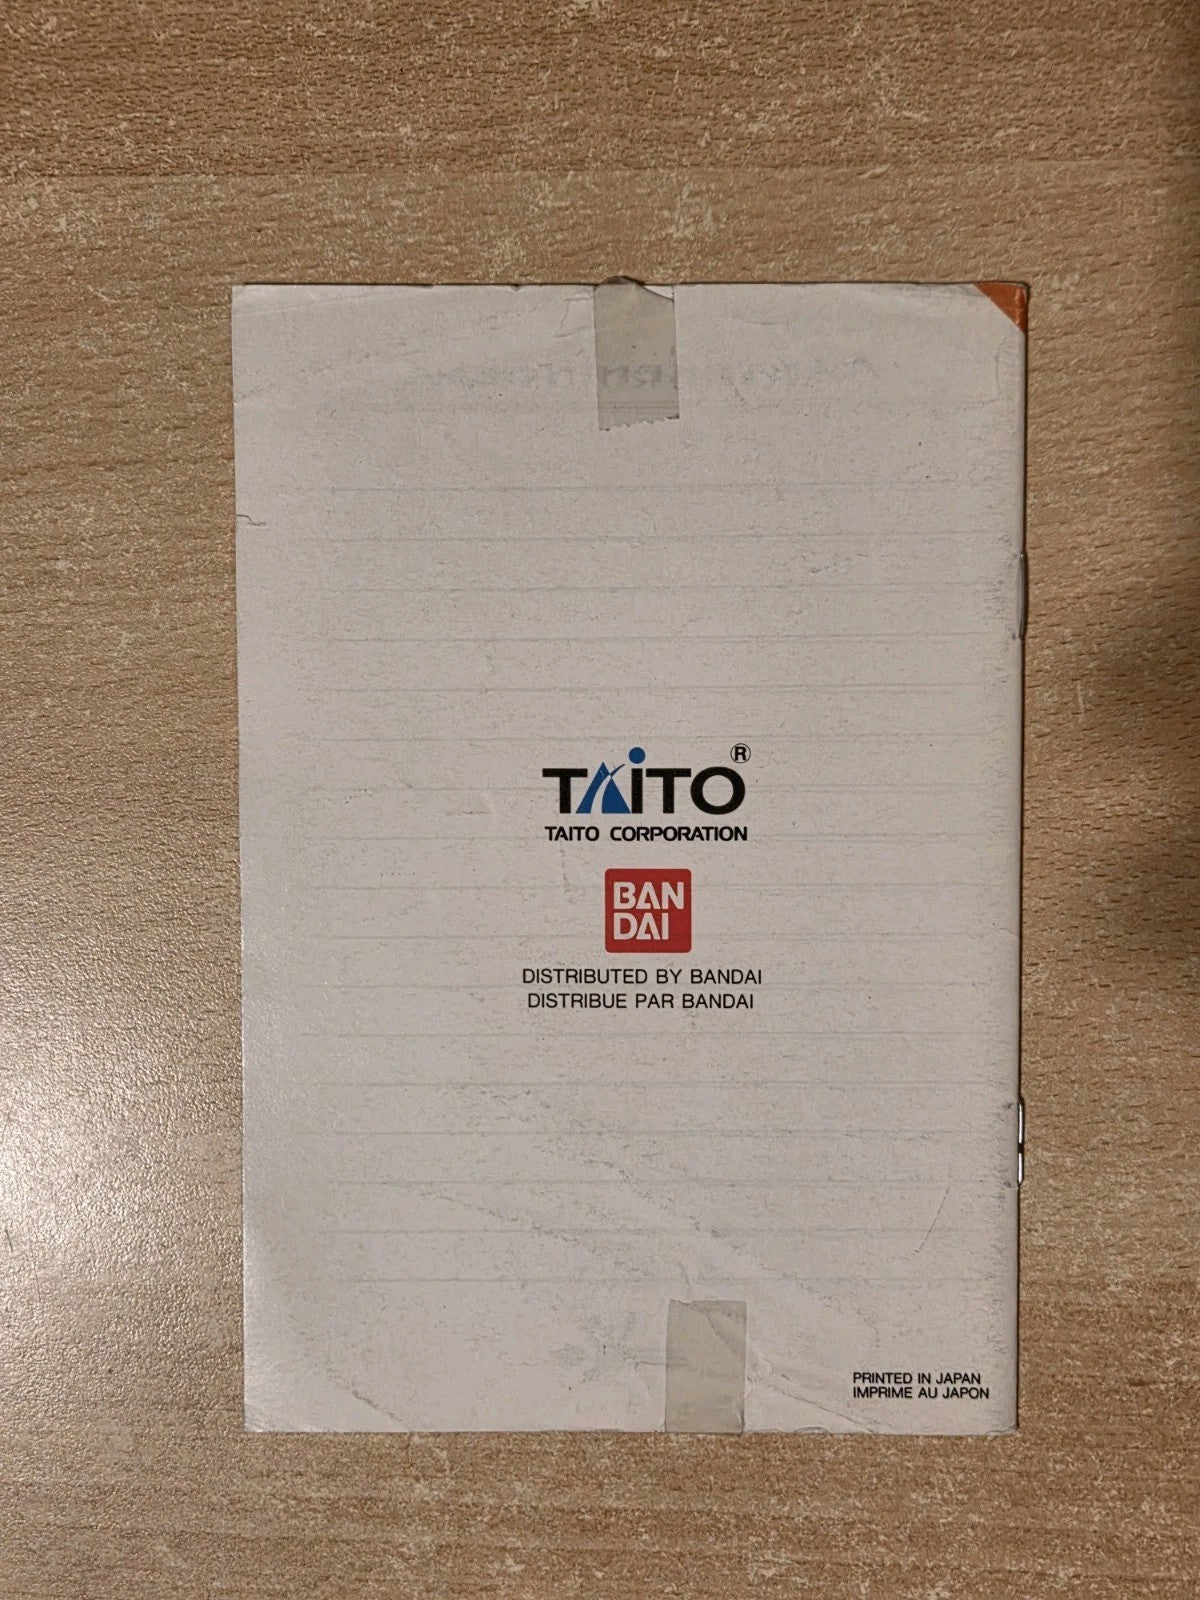 TAITO®
TAITO CORPORATION
BAN
DAI
DISTRIBUTED BY BANDAI
DISTRIBUE PAR BANDAI
PRINTED IN JAPAN
IMPRIME AU JAPON